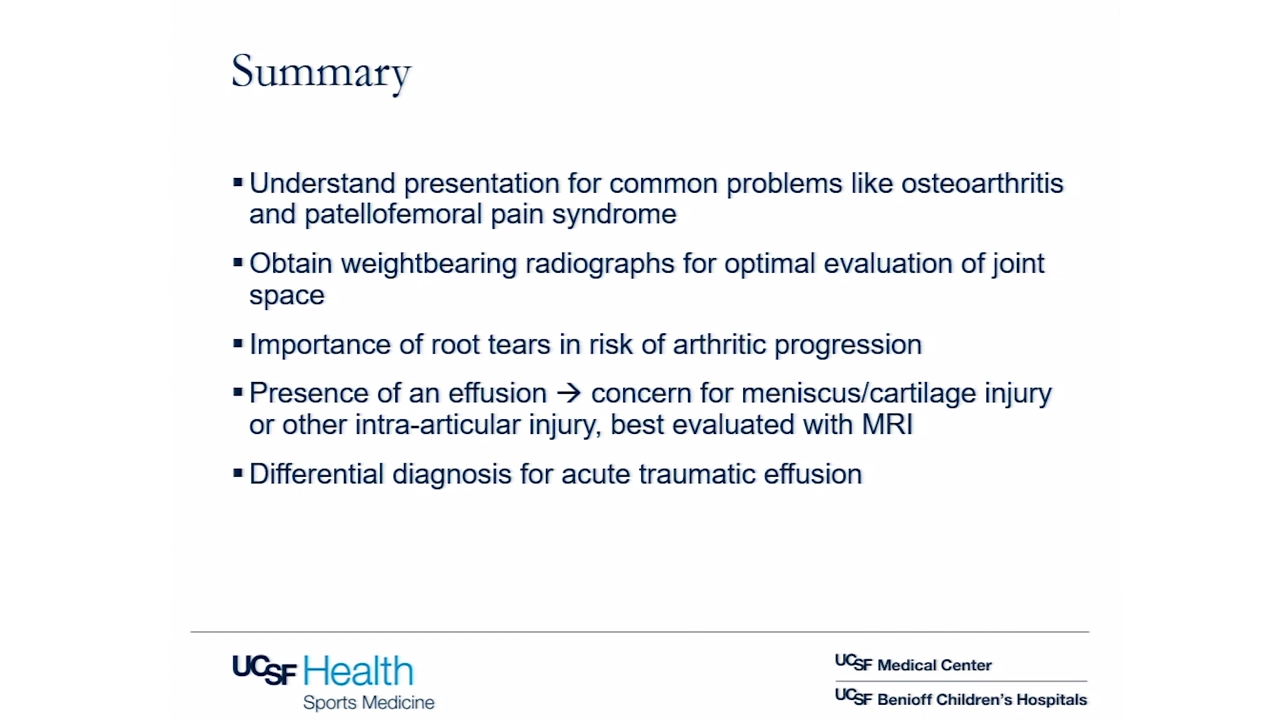 Summary
▪ Understand presentation for common problems like osteoarthritis
and patellofemoral pain syndrome
▪ Obtain weightbearing radiographs for optimal evaluation of joint
space
▪ Importance of root tears in risk of arthritic progression
▪ Presence of an effusion → concern for meniscus/cartilage injury
or other intra-articular injury, best evaluated with MRI
▪ Differential diagnosis for acute traumatic effusion
UCSF Health
Sports Medicine
UCSF Medical Center
UCSF Benioff Children's Hospitals